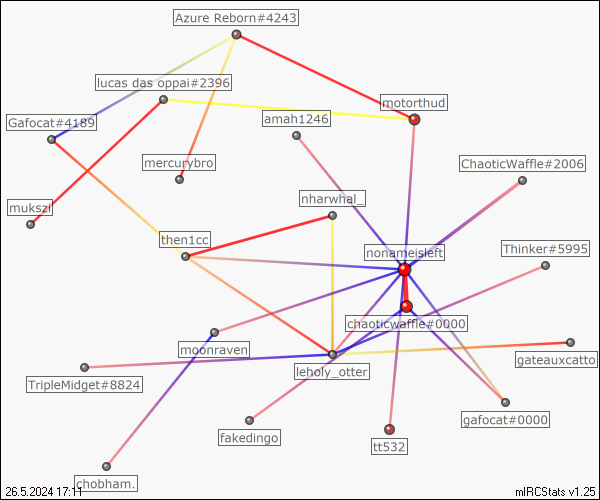 Azure Reborn#4243
lucas das oppai#2396
motorthud
amah1246
Gafocat#4189
mercurybro
ChaoticWaffle#2006
nharwhal_
mukszi
then1cc
nonameisleft
Thinker#5995
chaoticwaffle#0000
moonraven
leholy_otter
gateauxcatto
TripleMidget#8824
gafocat#0000
fakedingo
tt532
chobham.
26.5.2024 17:11
mIRCStats v1.25